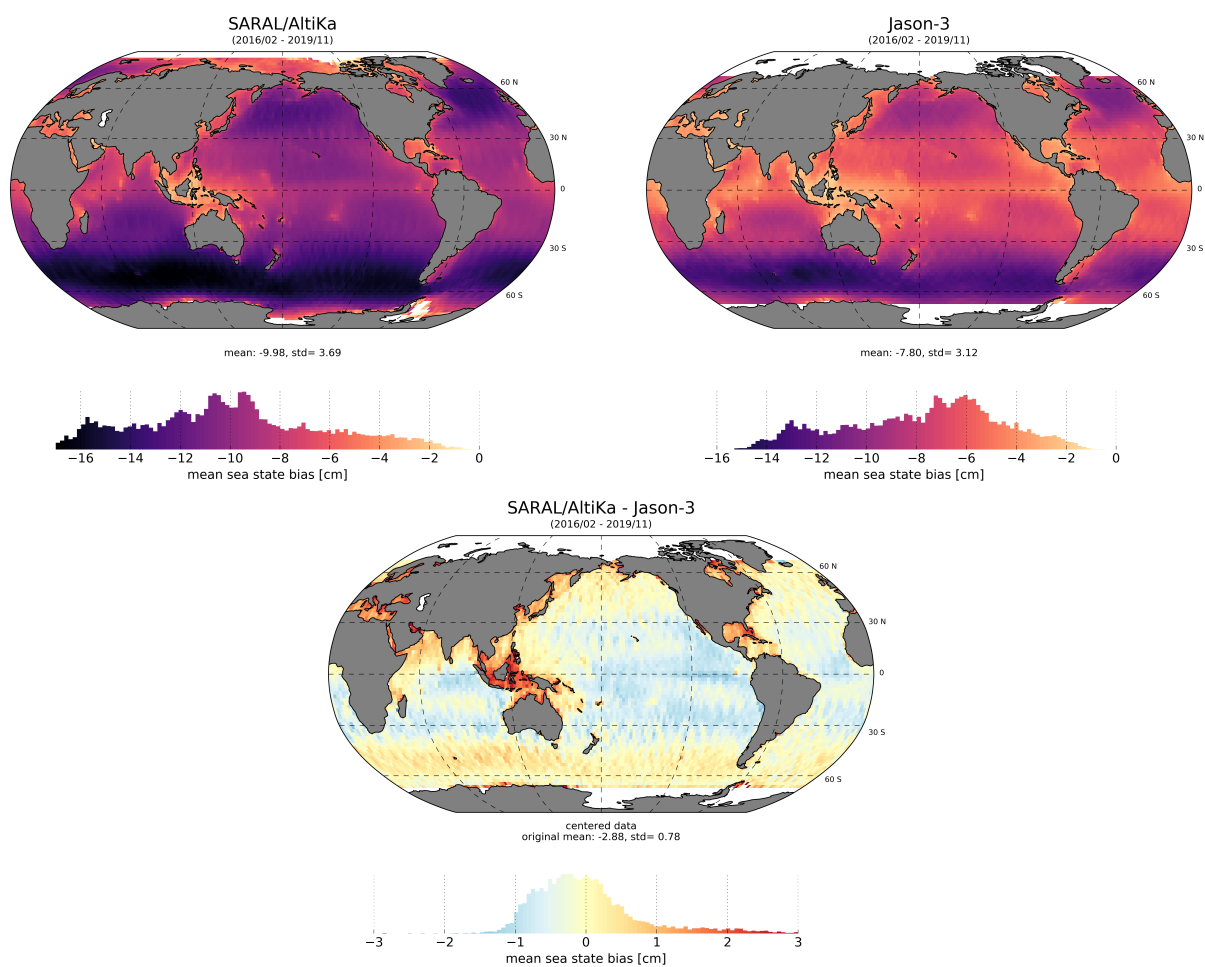 SARAL/AltiKa
(2016/02 - 2019/11)
60 N
30 N
0
30 S
60 S
mean: -9.98, std= 3.69
−16 −14 −12 −10 −8 −6 −4 −2 0
mean sea state bias [cm]
Jason-3
(2016/02 - 2019/11)
60 N
30 N
0
30 S
60 S
mean: -7.80, std= 3.12
−16 −14 −12 −10 −8 −6 −4 −2 0
mean sea state bias [cm]
SARAL/AltiKa - Jason-3
(2016/02 - 2019/11)
60 N
30 N
0
30 S
60 S
centered data
original mean: -2.88, std= 0.78
−3 −2 −1 0 1 2 3
mean sea state bias [cm]